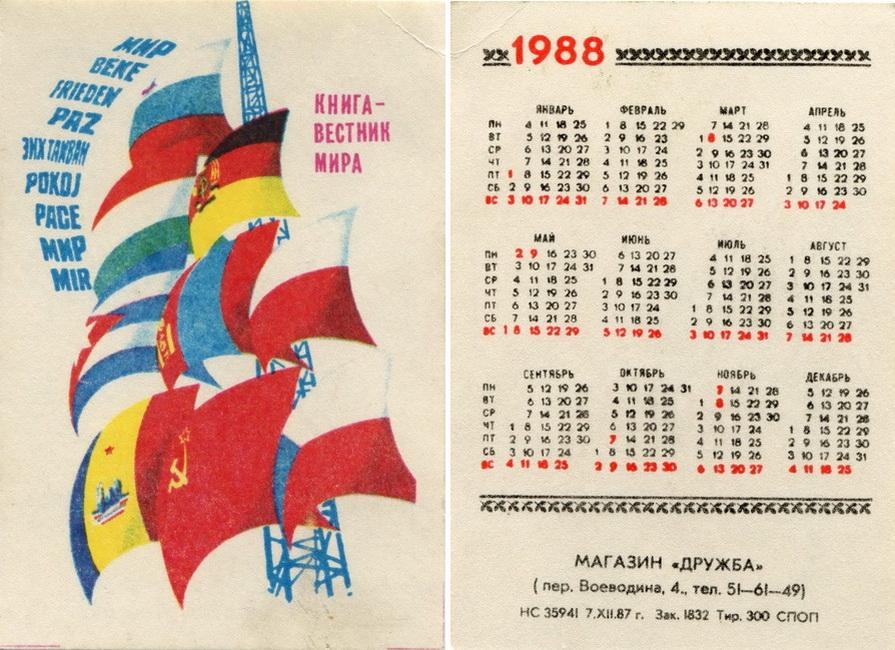 МИР
BEKE
FRIEDEN
PAZ
ЭНХТАЙВАН
POKOJ
PACE
МИР
MIR
КНИГА–
ВЕСТНИК
МИРА
1988
ЯНВАРЬ ФЕВРАЛЬ МАРТ АПРЕЛЬ
ПН 4 11 18 25 1 8 15 22 29 7 14 21 28 4 11 18 25
ВТ 5 12 19 26 2 9 16 23 1 8 15 22 29 5 12 19 26
СР 6 13 20 27 3 10 17 24 2 9 16 23 30 6 13 20 27
ЧТ 7 14 21 28 4 11 18 25 3 10 17 24 31 7 14 21 28
ПТ 1 8 15 22 29 5 12 19 26 4 11 18 25 1 8 15 22 29
СБ 2 9 16 23 30 6 13 20 27 5 12 19 26 2 9 16 23 30
ВС 3 10 17 24 31 7 14 21 28 6 13 20 27 3 10 17 24
МАЙ ИЮНЬ ИЮЛЬ АВГУСТ
ПН 2 9 16 23 30 6 13 20 27 4 11 18 25 1 8 15 22 29
ВТ 3 10 17 24 31 7 14 21 28 5 12 19 26 2 9 16 23 30
СР 4 11 18 25 1 8 15 22 29 6 13 20 27 3 10 17 24 31
ЧТ 5 12 19 26 2 9 16 23 30 7 14 21 28 4 11 18 25
ПТ 6 13 20 27 3 10 17 24 1 8 15 22 29 5 12 19 26
СБ 7 14 21 28 4 11 18 25 2 9 16 23 30 6 13 20 27
ВС 1 8 15 22 29 5 12 19 26 3 10 17 24 31 7 14 21 28
СЕНТЯБРЬ ОКТЯБРЬ НОЯБРЬ ДЕКАБРЬ
ПН 5 12 19 26 3 10 17 24 31 7 14 21 28 5 12 19 26
ВТ 6 13 20 27 4 11 18 25 1 8 15 22 29 6 13 20 27
СР 7 14 21 28 5 12 19 26 2 9 16 23 30 7 14 21 28
ЧТ 1 8 15 22 29 6 13 20 27 3 10 17 24 1 8 15 22 29
ПТ 2 9 16 23 30 7 14 21 28 4 11 18 25 2 9 16 23 30
СБ 3 10 17 24 1 8 15 22 29 5 12 19 26 3 10 17 24 31
ВС 4 11 18 25 2 9 16 23 30 6 13 20 27 4 11 18 25
МАГАЗИН «ДРУЖБА»
( пер. Воеводина, 4., тел. 51—61—49)
НС 35941 7.XII.87 г. Зак. 1832 Тир. 300 СПОП